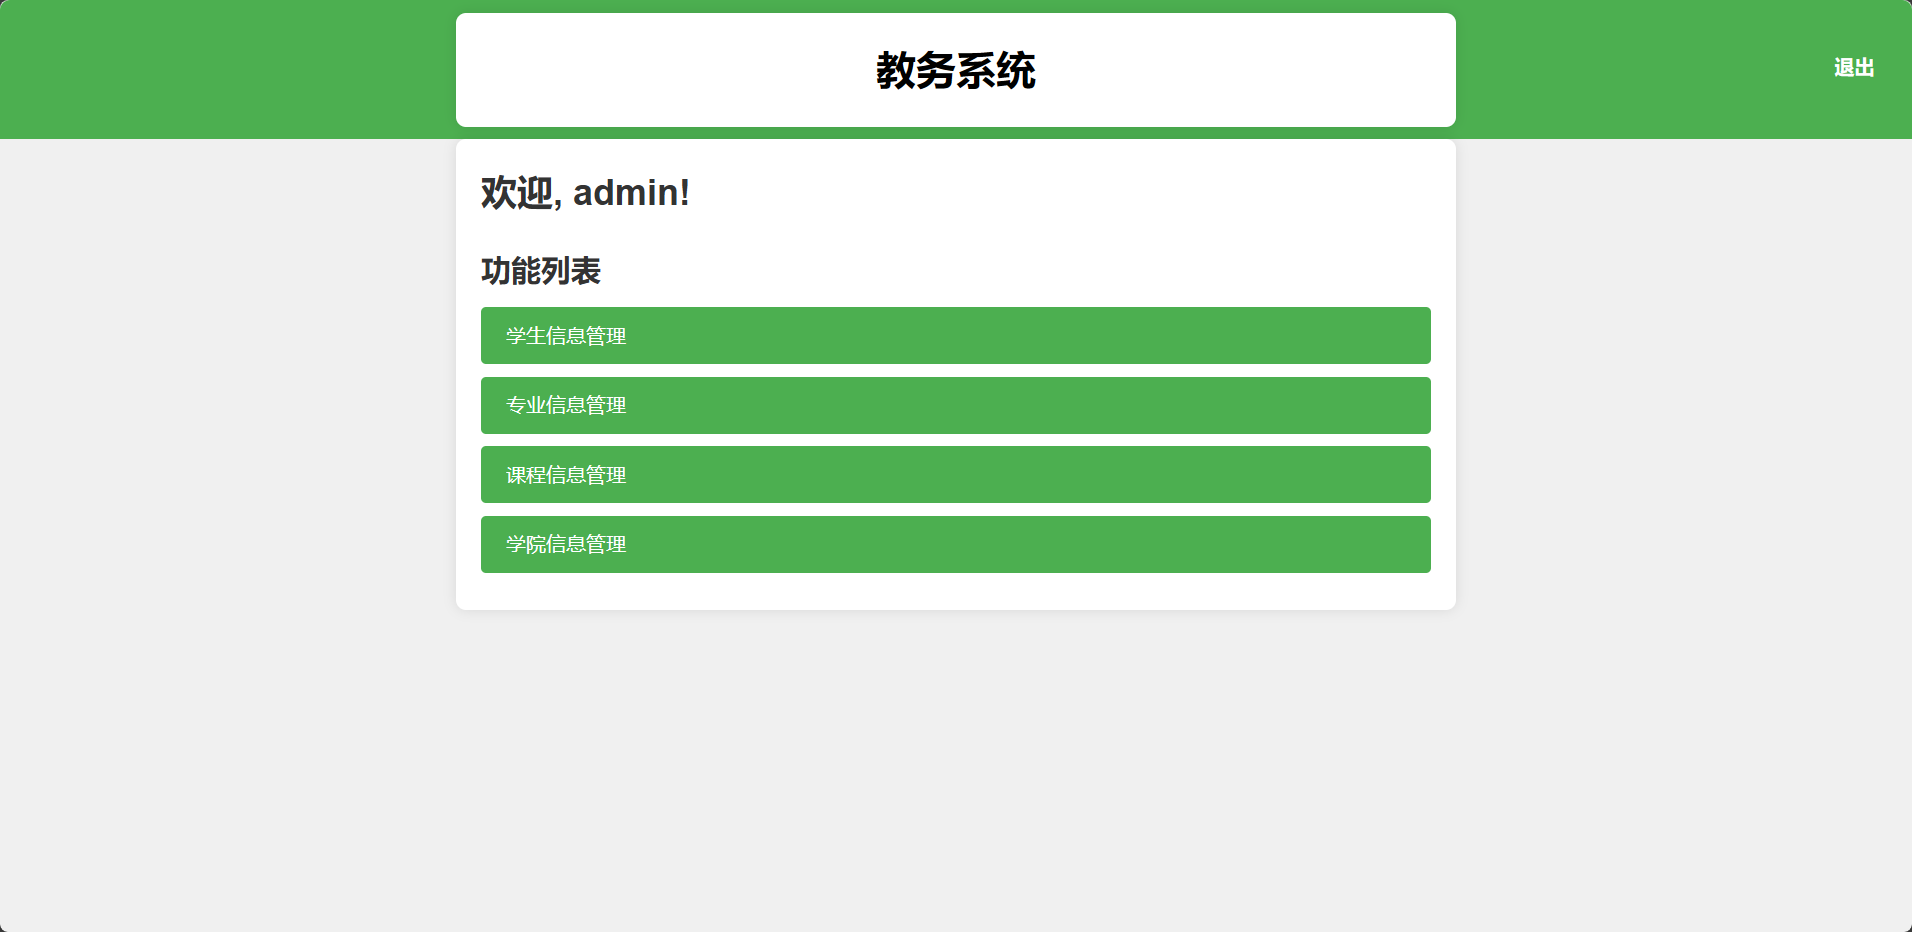 教务系统
退出
欢迎, admin!
功能列表
学生信息管理
专业信息管理
课程信息管理
学院信息管理